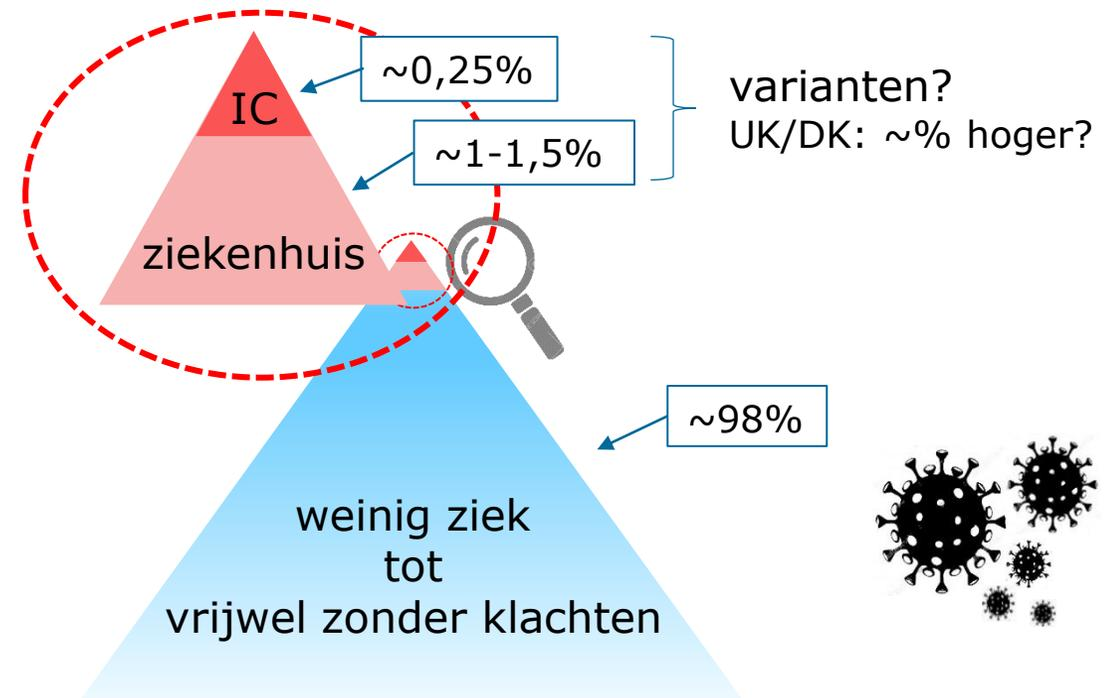 ~0,25%
IC
~1-1,5%
varianten?
UK/DK: ~% hoger?
ziekenhuis
~98%
weinig ziek
tot
vrijwel zonder klachten